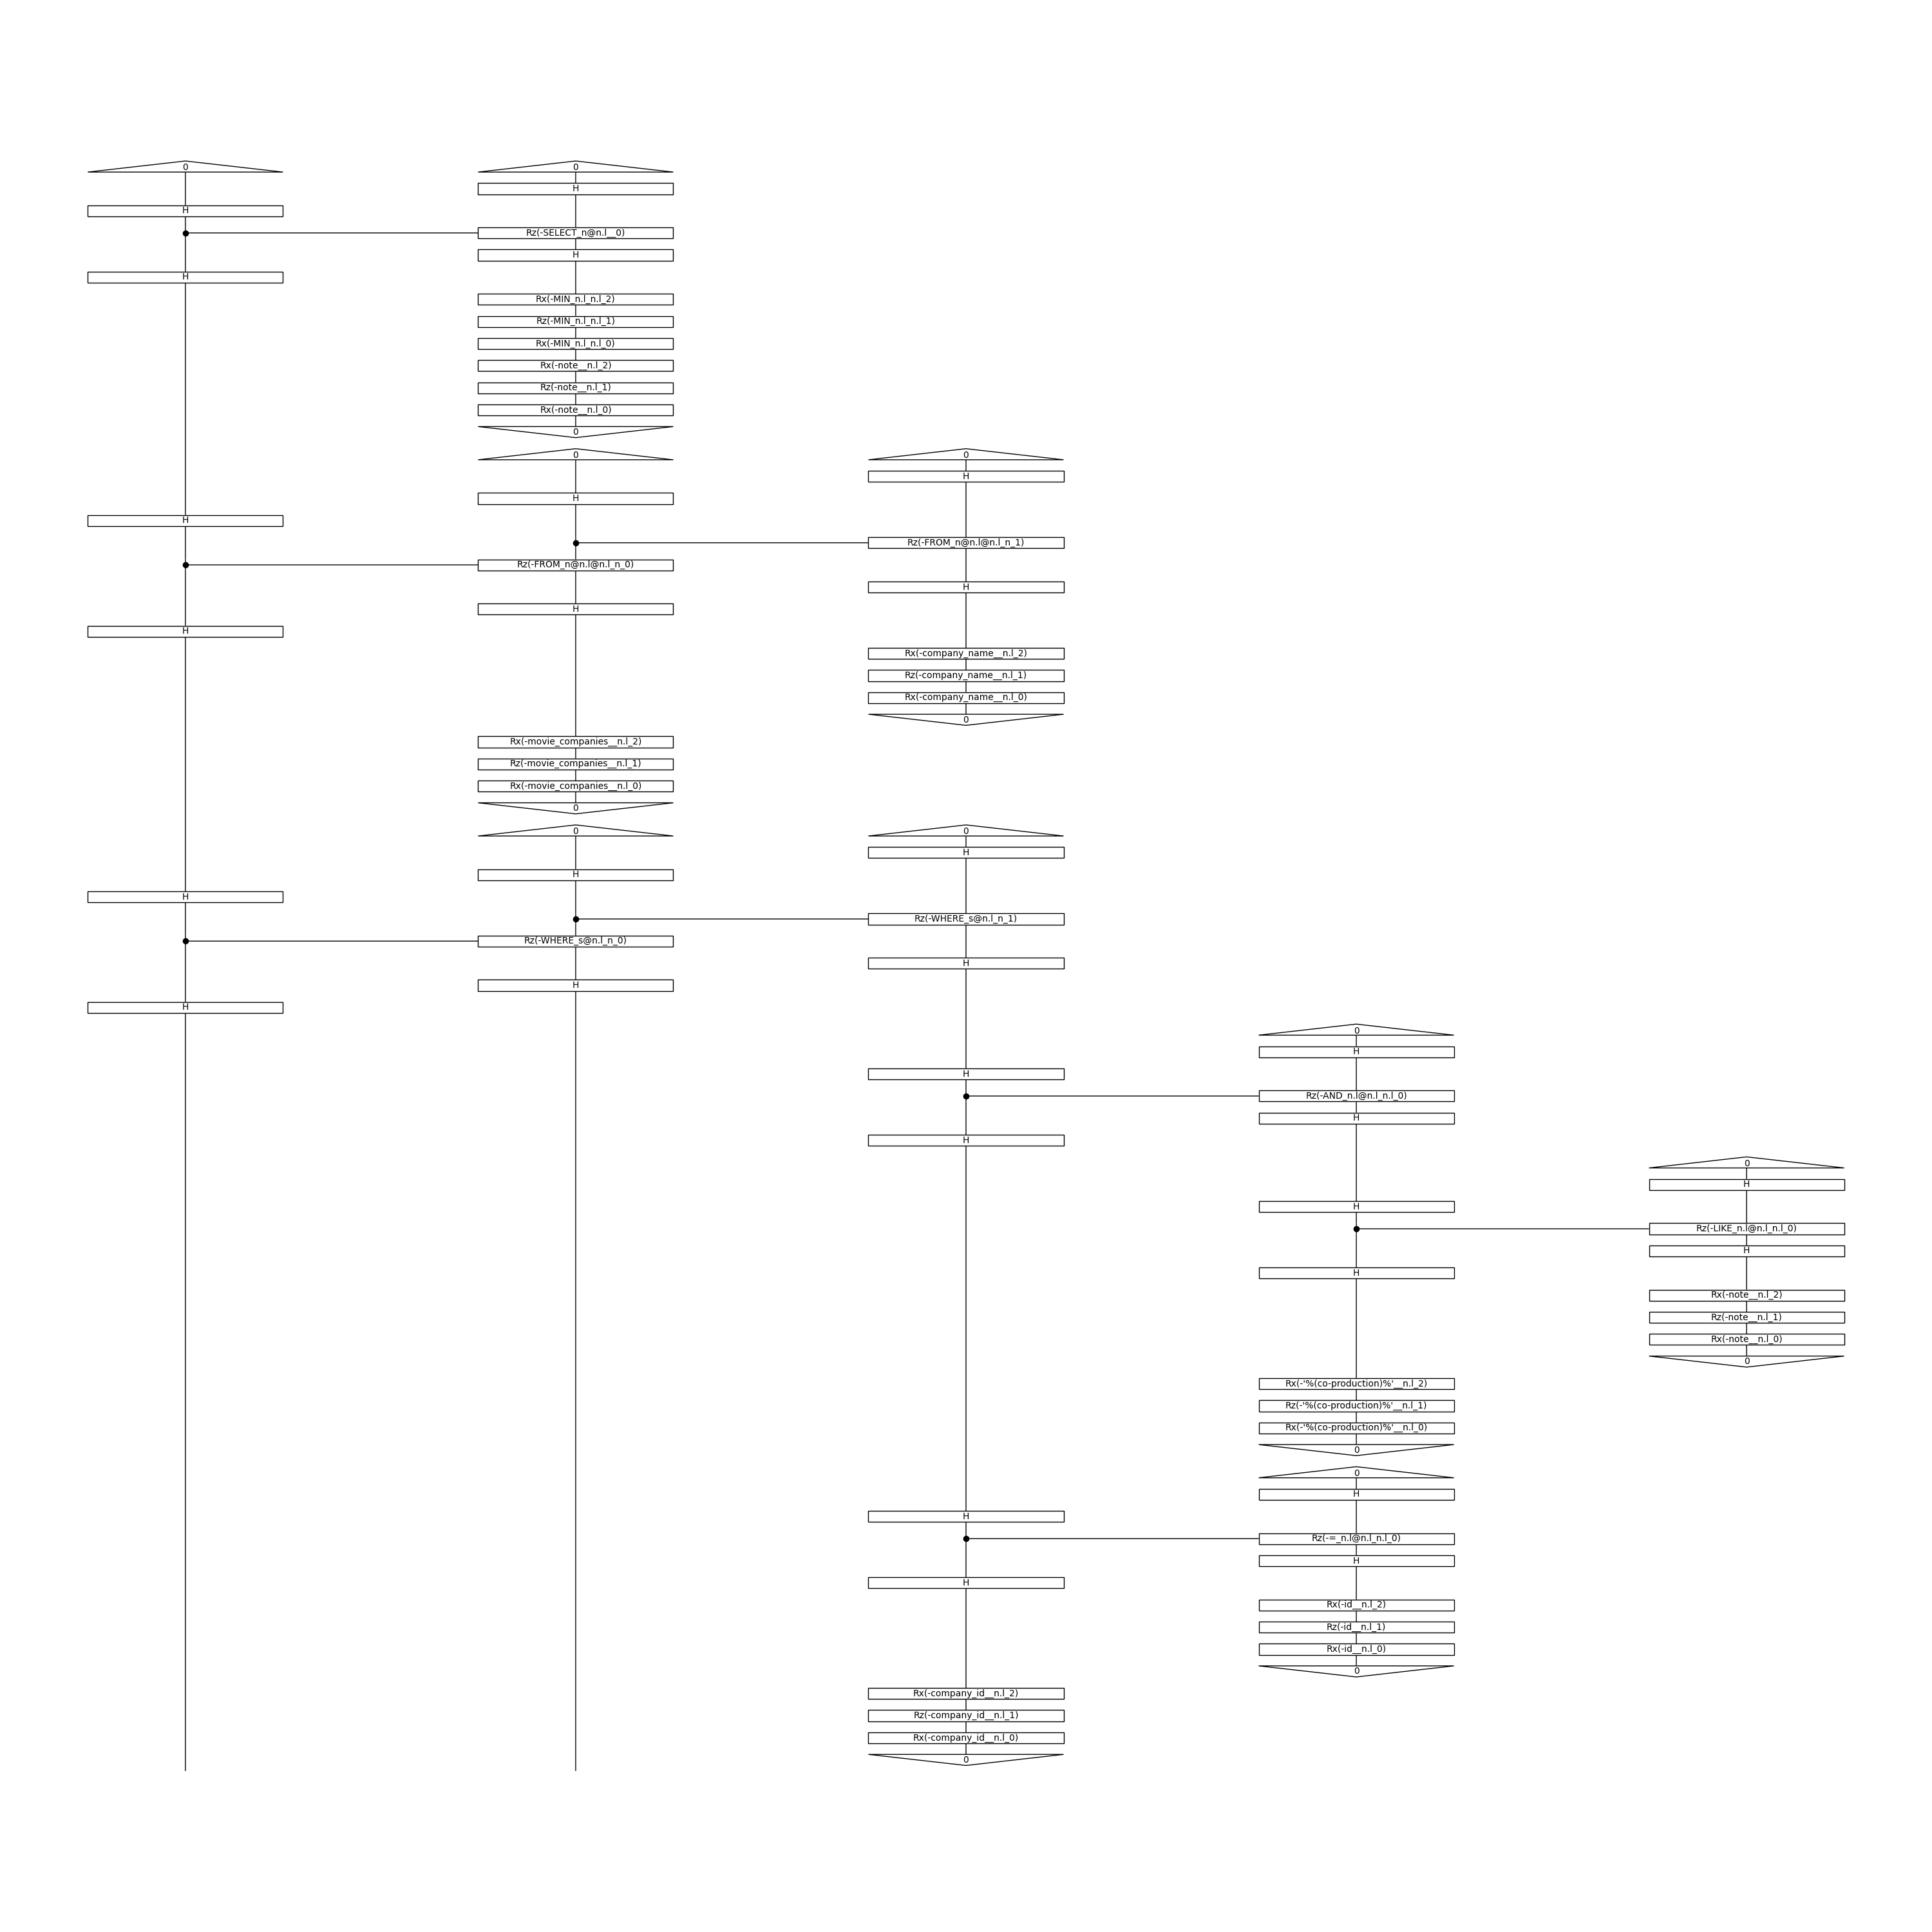 0 0
H
H
Rz(-SELECT_n@n.l__0)
H
H
Rx(-MIN_n.l_n.l_2)
Rz(-MIN_n.l_n.l_1)
Rx(-MIN_n.l_n.l_0)
Rx(-note__n.l_2)
Rz(-note__n.l_1)
Rx(-note__n.l_0)
0
0 0
H
H
H
Rz(-FROM_n@n.l@n.l_n_1)
Rz(-FROM_n@n.l@n.l_n_0)
H
H
H
Rx(-company_name__n.l_2)
Rz(-company_name__n.l_1)
Rx(-company_name__n.l_0)
0
Rx(-movie_companies__n.l_2)
Rz(-movie_companies__n.l_1)
Rx(-movie_companies__n.l_0)
0
0 0
H
H
H
Rz(-WHERE_s@n.l_n_1)
Rz(-WHERE_s@n.l_n_0)
H
H
H
0
H
H
Rz(-AND_n.l@n.l_n.l_0)
H
H
0
H
H
Rz(-LIKE_n.l@n.l_n.l_0)
H
H
Rx(-note__n.l_2)
Rz(-note__n.l_1)
Rx(-note__n.l_0)
0
Rx(-'%(co-production)%'__n.l_2)
Rz(-'%(co-production)%'__n.l_1)
Rx(-'%(co-production)%'__n.l_0)
0
0
H
H
Rz(-=_n.l@n.l_n.l_0)
H
H
Rx(-id__n.l_2)
Rz(-id__n.l_1)
Rx(-id__n.l_0)
0
Rx(-company_id__n.l_2)
Rz(-company_id__n.l_1)
Rx(-company_id__n.l_0)
0